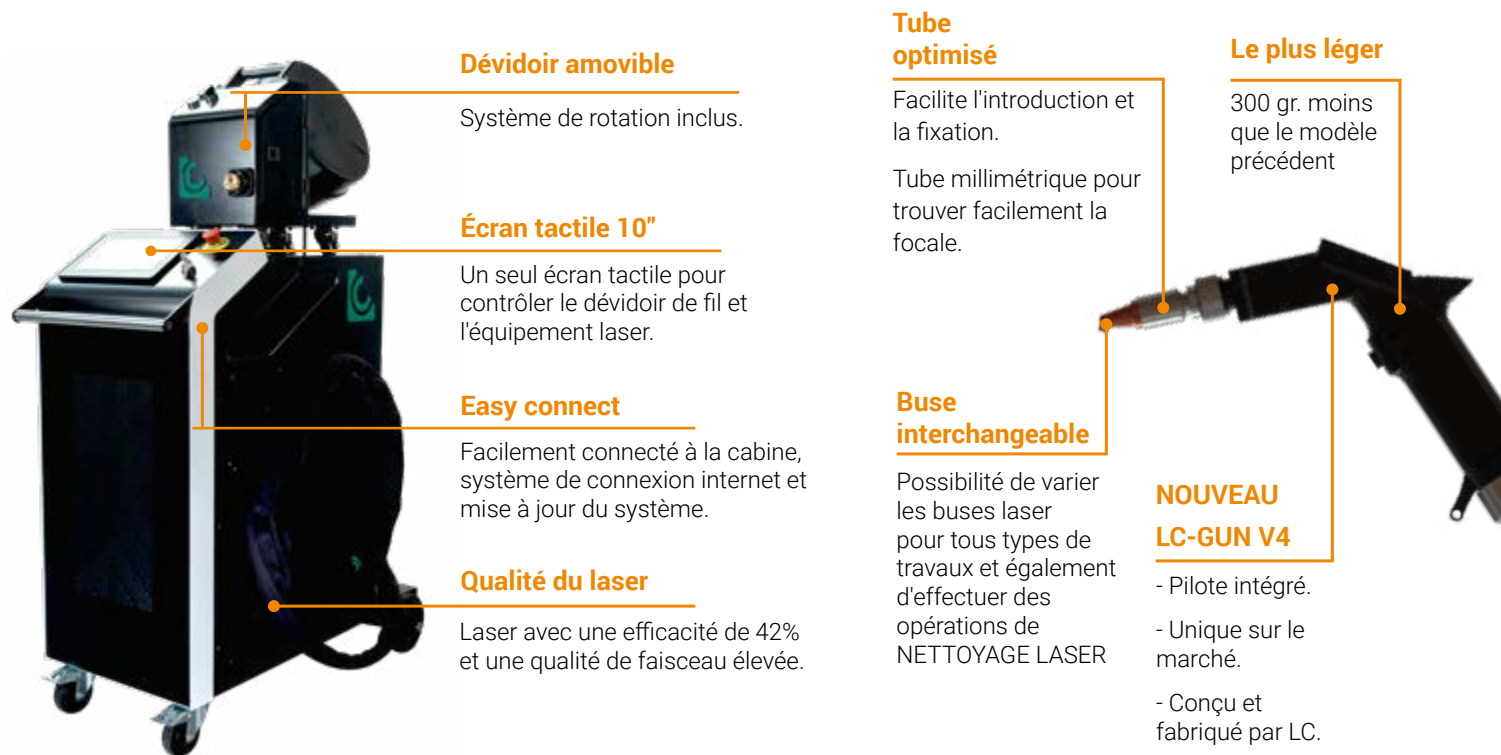 Dévidoir amovible
Système de rotation inclus.
Écran tactile 10"
Un seul écran tactile pour
contrôler le dévidoir de fil et
l'équipement laser.
Easy connect
Facilement connecté à la cabine,
système de connexion internet et
mise à jour du système.
Qualité du laser
Laser avec une efficacité de 42%
et une qualité de faisceau élevée.
Tube
optimisé
Facilite l'introduction et
la fixation.
Tube millimétrique pour
trouver facilement la
focale.
Le plus léger
300 gr. moins
que le modèle
précédent
Buse
interchangeable
Possibilité de varier
les buses laser
pour tous types de
travaux et également
d'effectuer des
opérations de
NETTOYAGE LASER
NOUVEAU
LC-GUN V4
- Pilote intégré.
- Unique sur le
marché.
- Conçu et
fabriqué par LC.